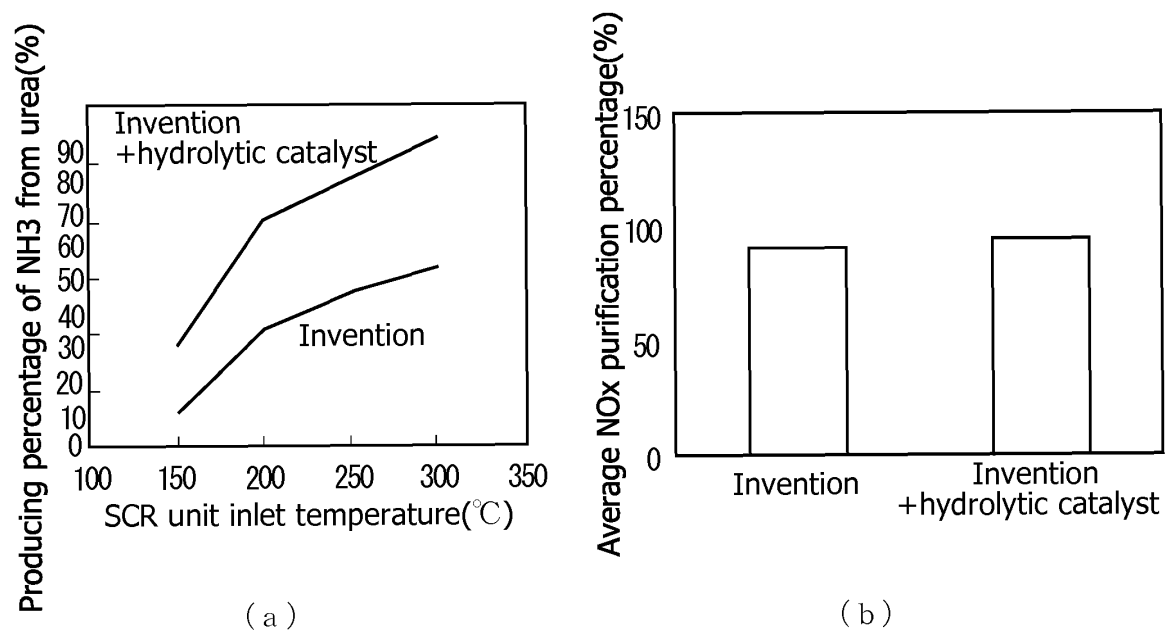 Producing percentage of NH3 from urea(%)
Invention
+hydrolytic catalyst
90
80
70
60
50
40
30
20
10
0
Invention
100 150 200 250 300 350
SCR unit inlet temperature(℃)
(a)
Average NOx purification percentage(%)
150
100
50
0
Invention
Invention
+hydrolytic catalyst
(b)